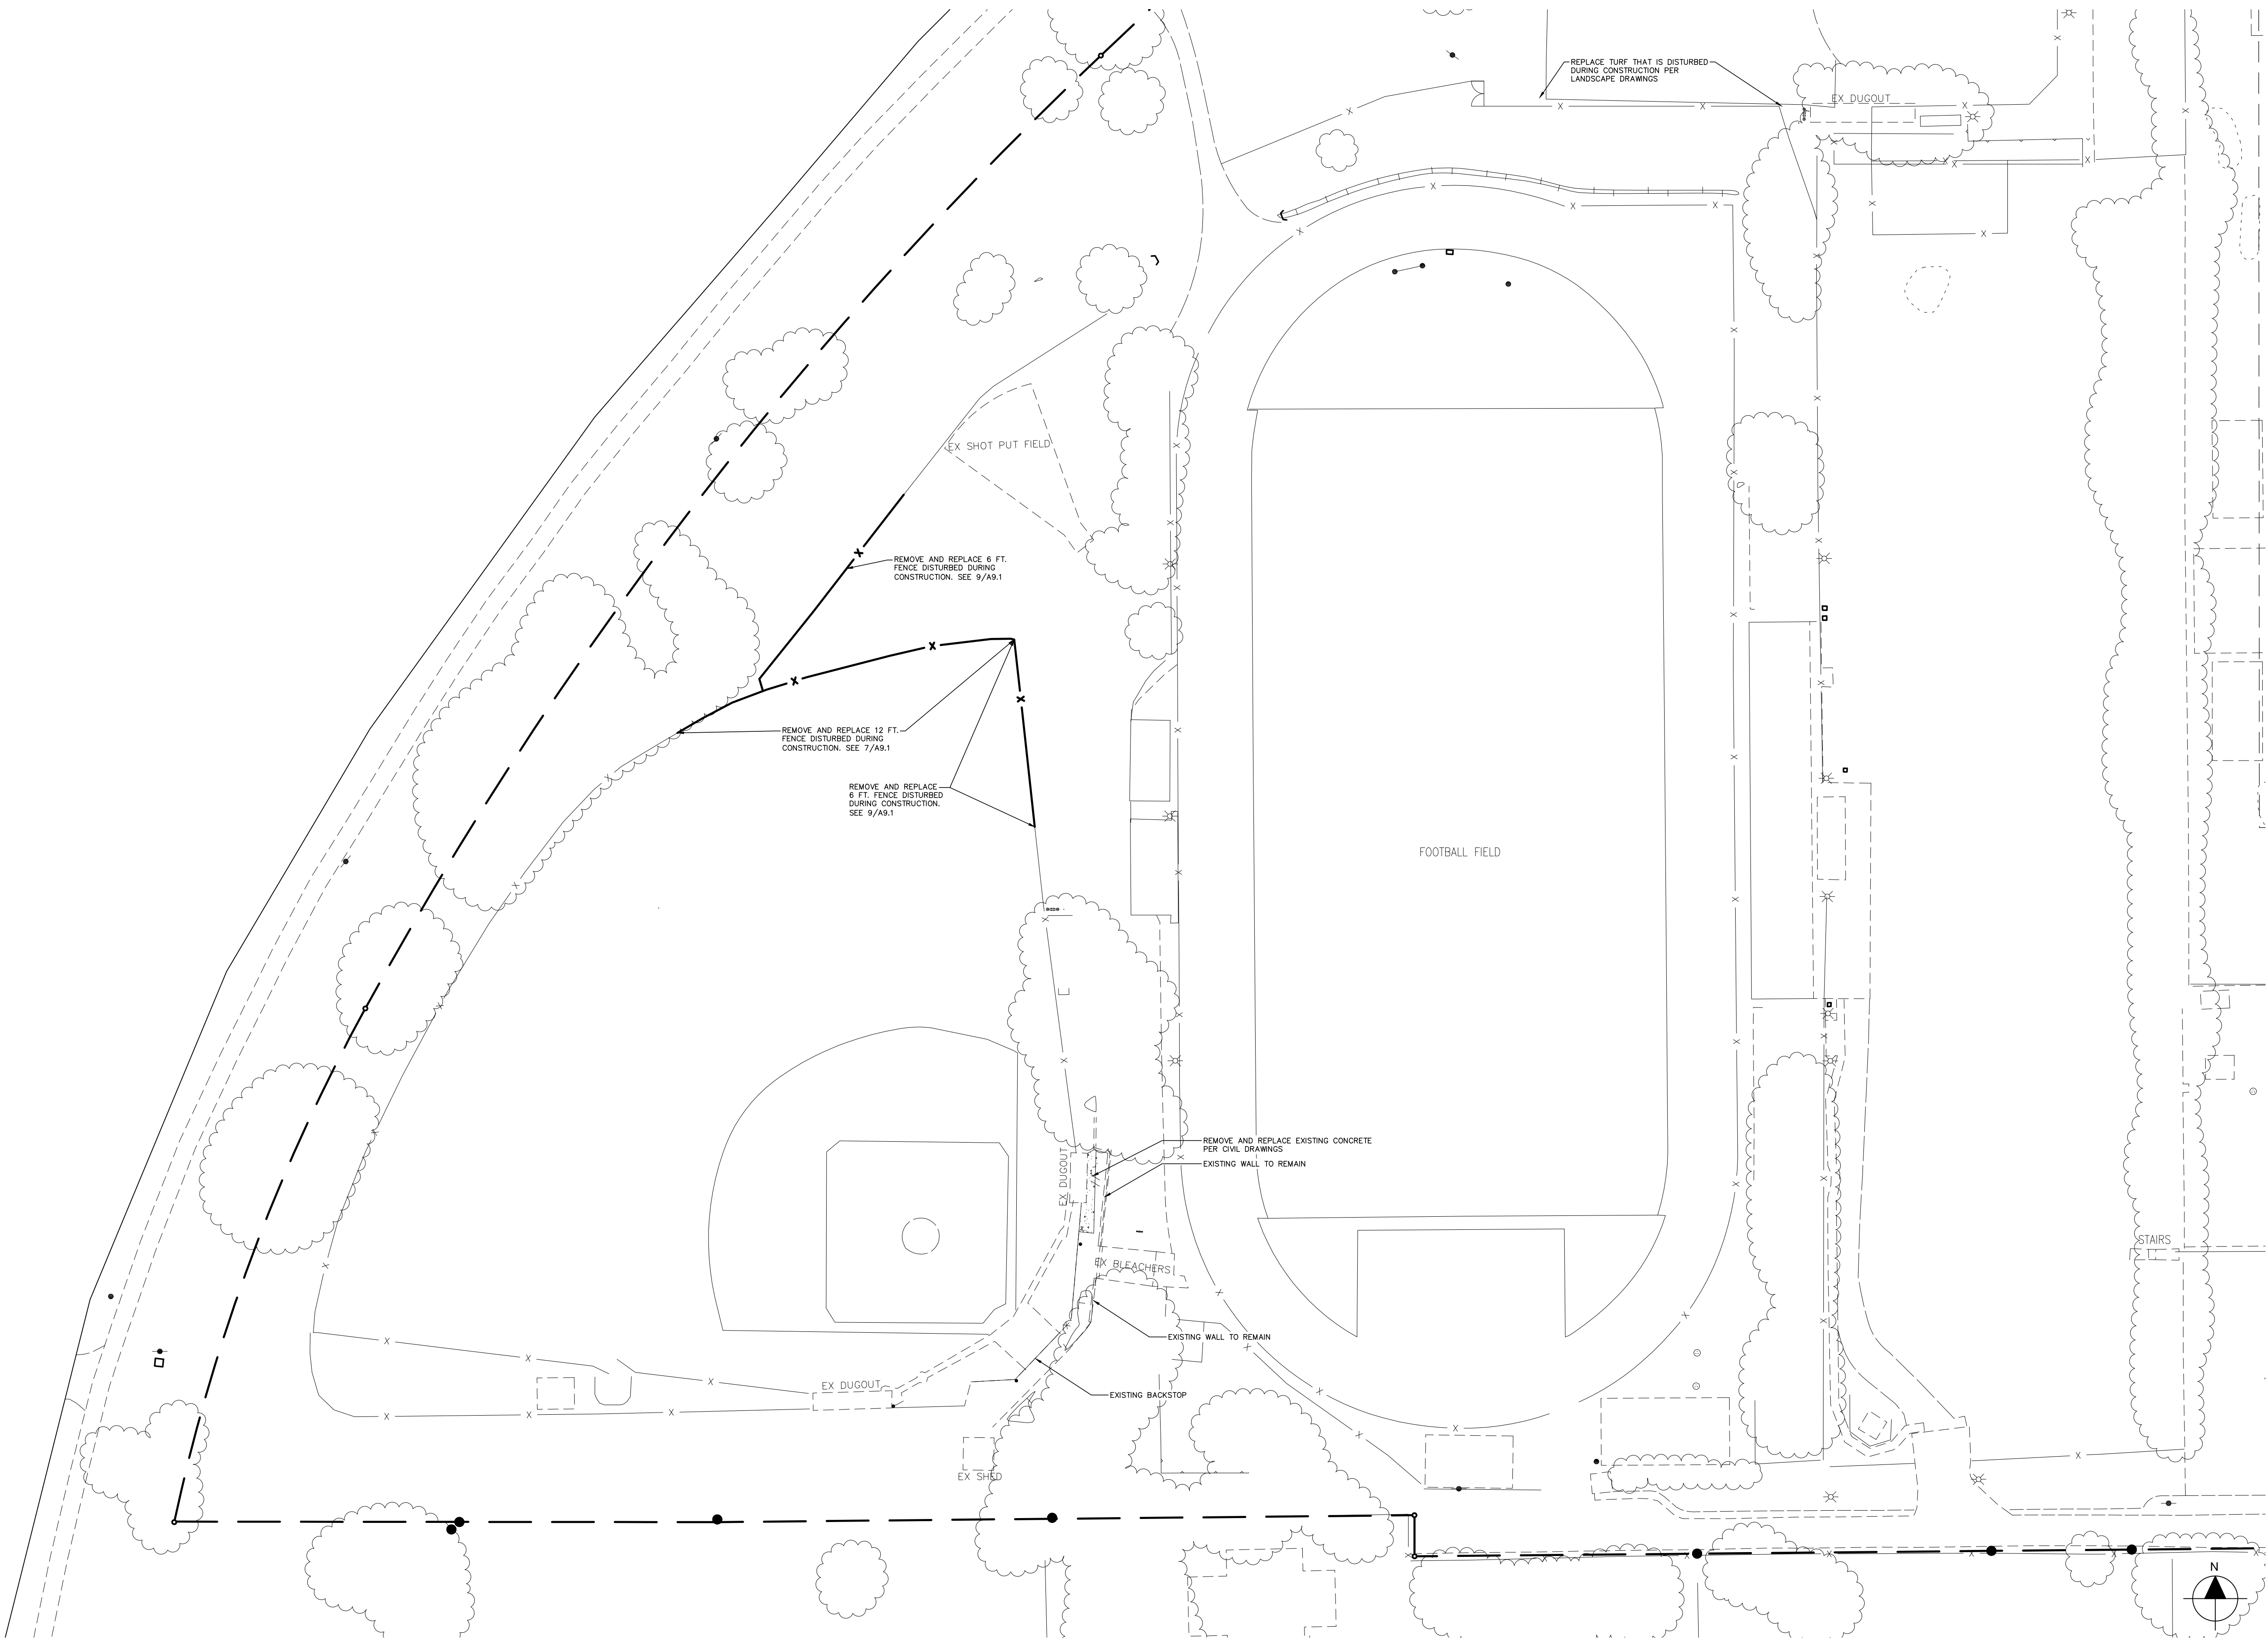 REPLACE TURF THAT IS DISTURBED
DURING CONSTRUCTION PER
LANDSCAPE DRAWINGS
EX DUGOUT
EX SHOT PUT FIELD
REMOVE AND REPLACE 6 FT.
FENCE DISTURBED DURING
CONSTRUCTION. SEE 9/A9.1
REMOVE AND REPLACE 12 FT.
FENCE DISTURBED DURING
CONSTRUCTION. SEE 7/A9.1
REMOVE AND REPLACE
6 FT. FENCE DISTURBED
DURING CONSTRUCTION.
SEE 9/A9.1
FOOTBALL FIELD
REMOVE AND REPLACE EXISTING CONCRETE
PER CIVIL DRAWINGS
EXISTING WALL TO REMAIN
EX DUGOUT
STAIRS
EX BLEACHERS
EXISTING WALL TO REMAIN
EX DUGOUT
EXISTING BACKSTOP
EX SHED
N